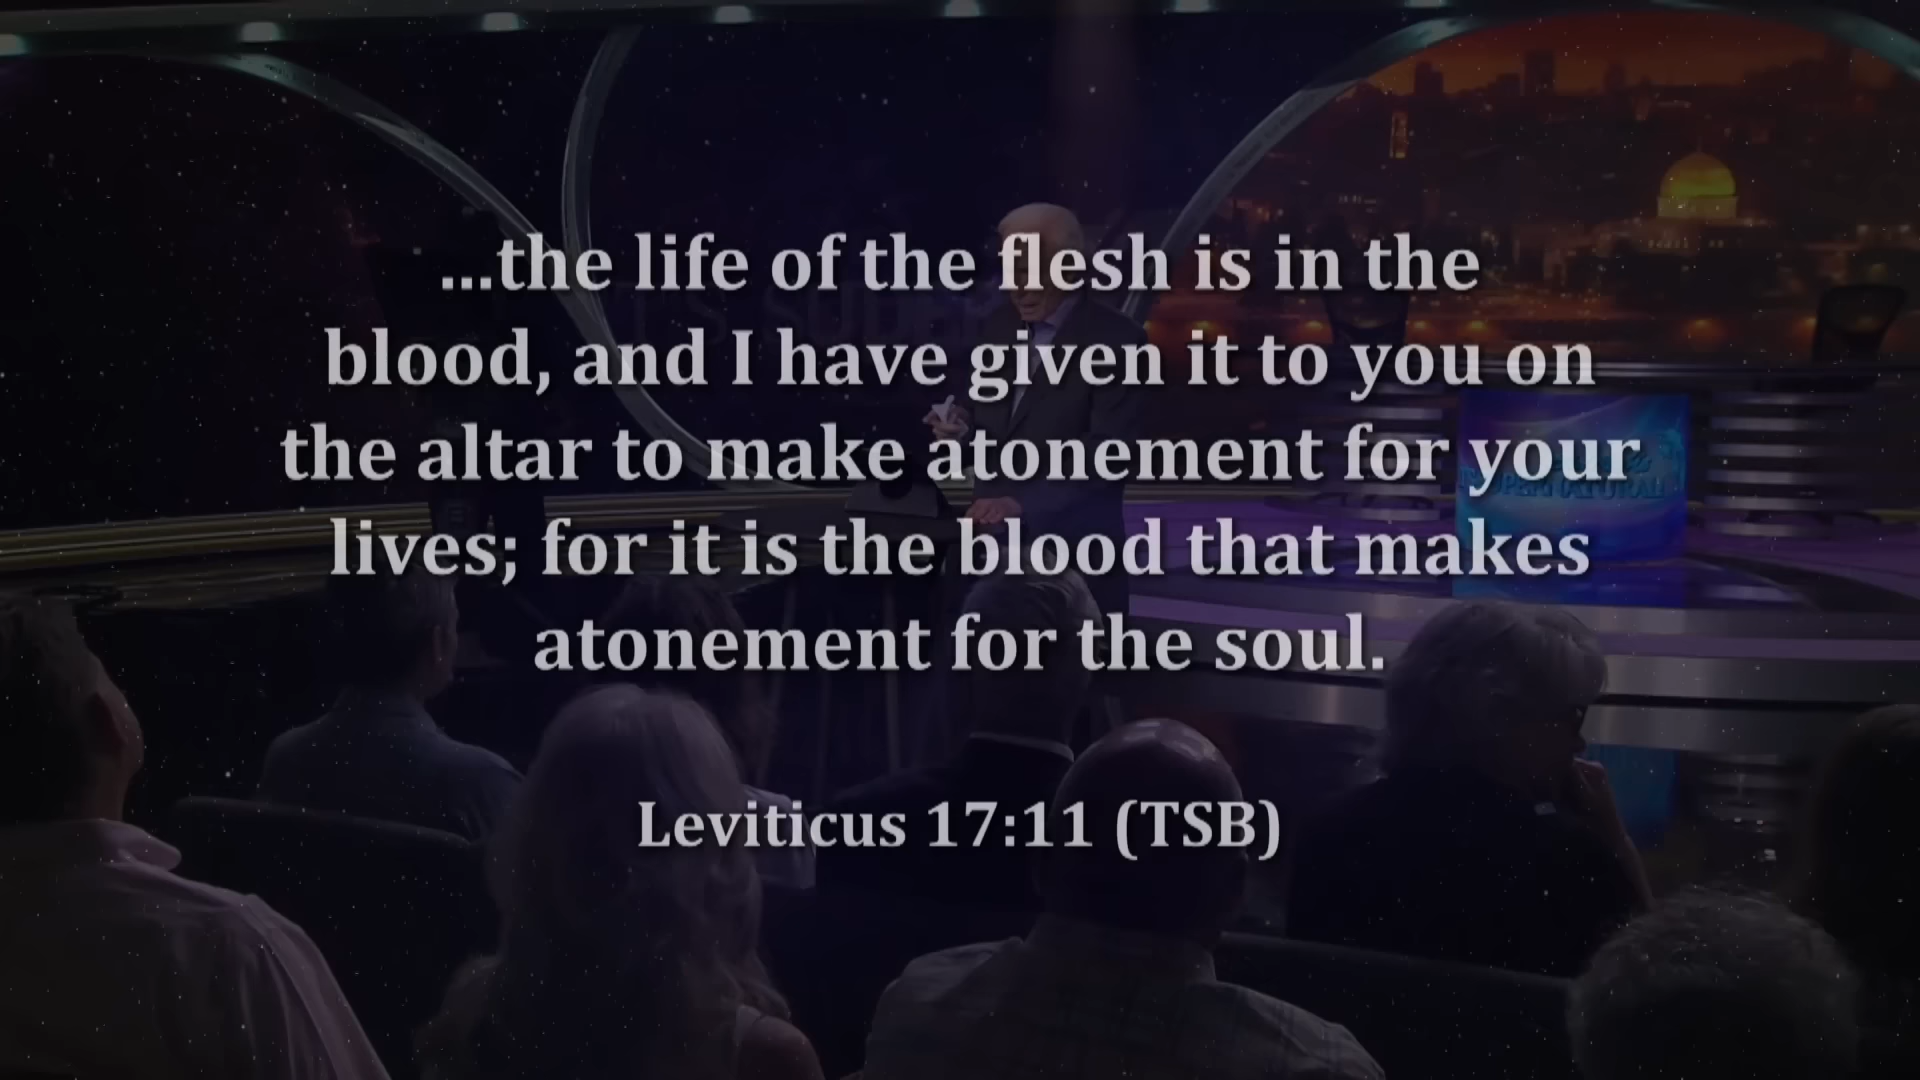 ...the life of the flesh is in the
blood, and I have given it to you on
the altar to make atonement for your
lives; for it is the blood that makes
atonement for the soul.
Leviticus 17:11 (TSB)
SUPERNATURAL